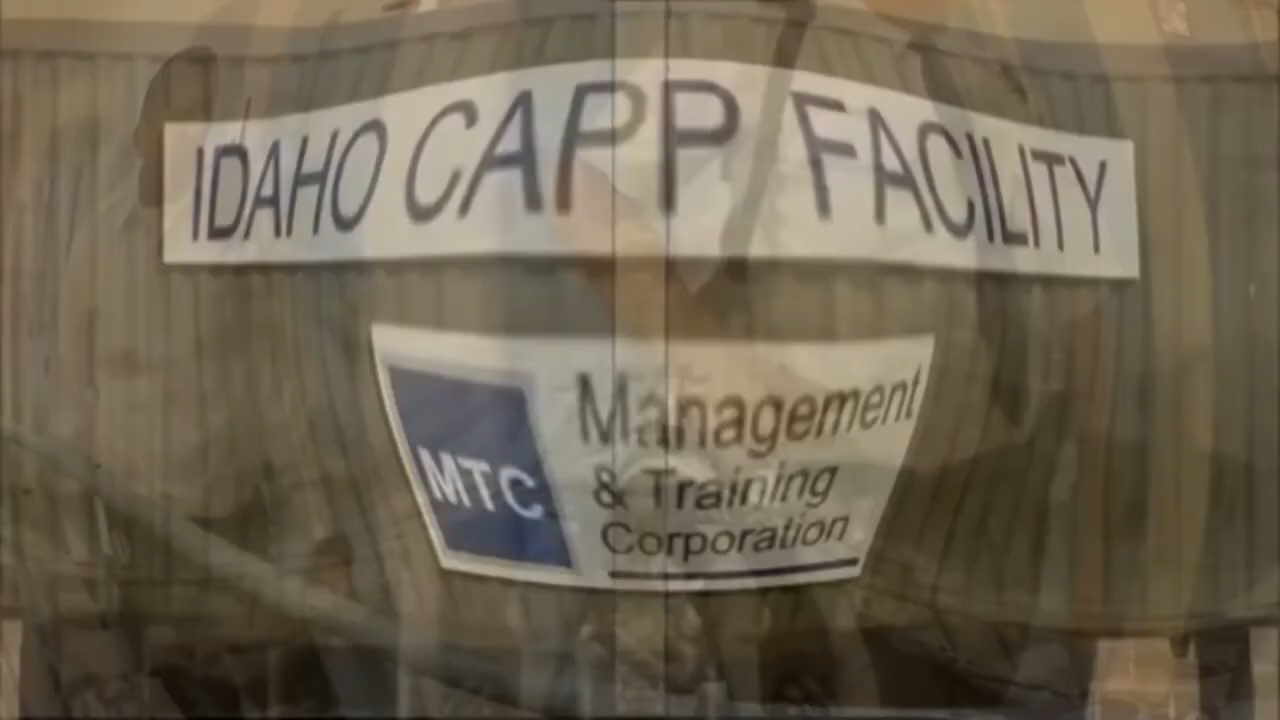 IDAHO CAPP FACILITY
MTC
Management
& Training
Corporation